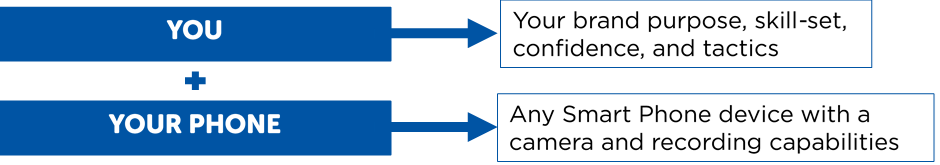 YOU
Your brand purpose, skill-set,
confidence, and tactics
+
YOUR PHONE
Any Smart Phone device with a
camera and recording capabilities